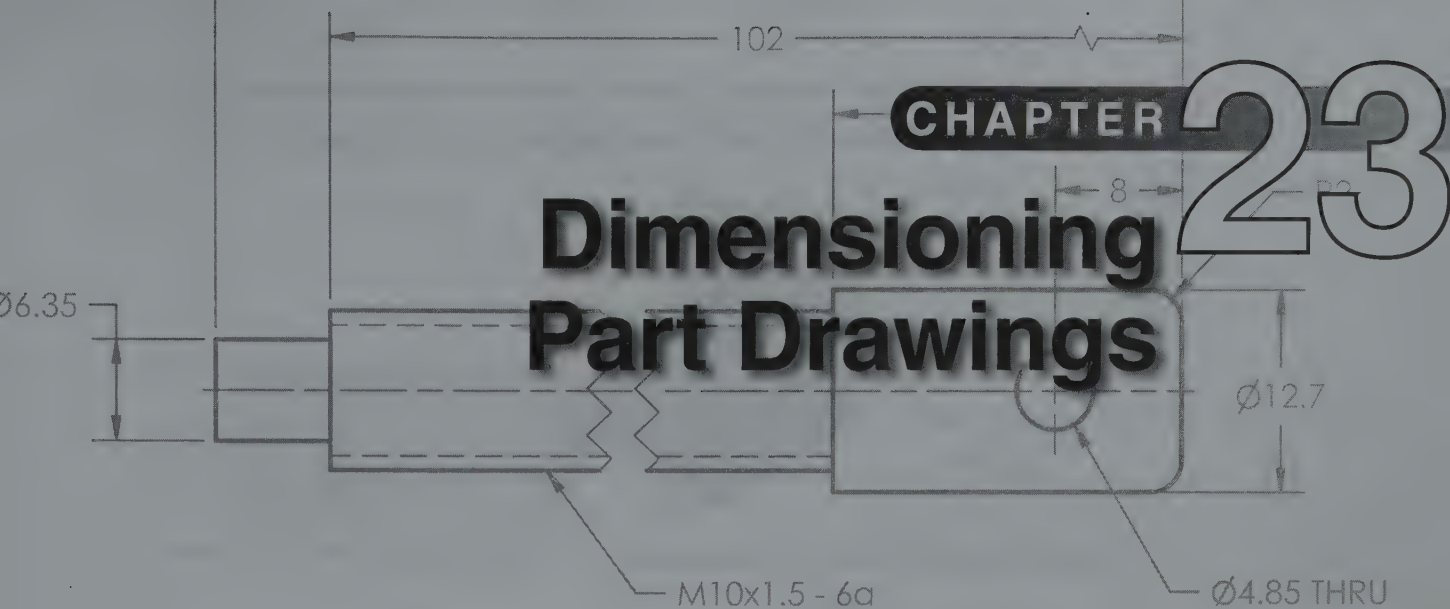 102
CHAPTER 23
8
Dimensioning
Ø6.35
Part Drawings
Ø12.7
M10x1.5 - 6g
Ø4.85 THRU